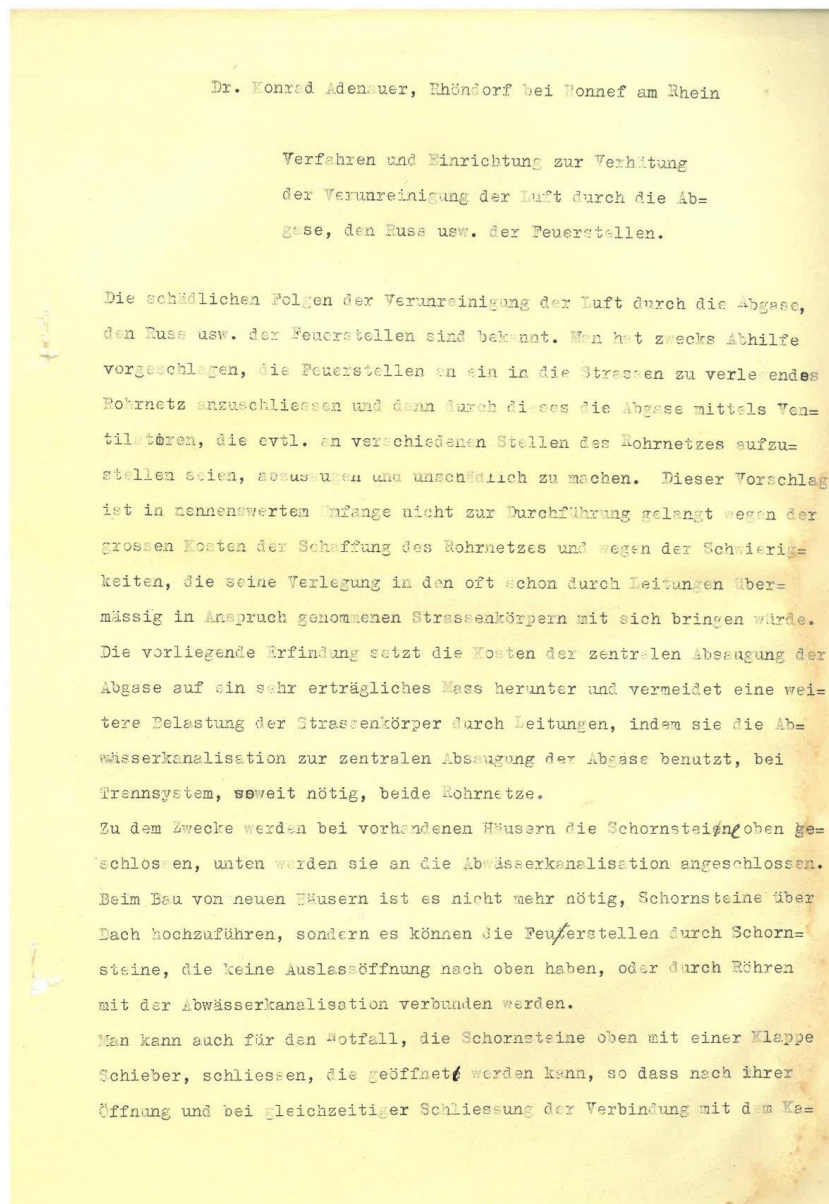 Dr. Konrad Adenauer, Rhöndorf bei Honnef am Rhein
Verfahren und Einrichtung zur Verhütung
der Verunreinigung der Luft durch die Ab=
gase, den Russ usw. der Feuerstellen.
Die schädlichen Folgen der Verunreinigung der Luft durch die Abgase,
den Russ usw. der Feuerstellen sind bekannt. Man hat zwecks Abhilfe
vorgeschlagen, die Feuerstellen an ein in die Strassen zu verlegendes
Rohrnetz anzuschliessen und dann durch dieses die Abgase mittels Ven=
tilatoren, die evtl. an verschiedenen Stellen des Rohrnetzes aufzu=
stellen seien, abzusaugen und unschädlich zu machen. Dieser Vorschlag
ist in nennenswertem Umfange nicht zur Durchführung gelangt wegen der
grossen Kosten der Schaffung des Rohrnetzes und wegen der Schwierig=
keiten, die seine Verlegung in den oft schon durch Leitungen über=
mässig in Anspruch genommenen Strassenkörpern mit sich bringen würde.
Die vorliegende Erfindung setzt die Kosten der zentralen Absaugung der
Abgase auf ein sehr erträgliches Mass herunter und vermeidet eine wei=
tere Belastung der Strassenkörper durch Leitungen, indem sie die Ab=
wässerkanalisation zur zentralen Absaugung der Abgase benutzt, bei
Trennsystem, soweit nötig, beide Rohrnetze.
Zu dem Zwecke werden bei vorhandenen Häusern die Schornsteine oben ge=
schlossen, unten werden sie an die Abwässerkanalisation angeschlossen.
Beim Bau von neuen Häusern ist es nicht mehr nötig, Schornsteine über
Dach hochzuführen, sondern es können die Feuerstellen durch Schorn=
steine, die keine Auslassöffnung nach oben haben, oder durch Röhren
mit der Abwässerkanalisation verbunden werden.
Man kann auch für den Notfall, die Schornsteine oben mit einer Klappe
Schieber, schliessen, die geöffnet werden kann, so dass nach ihrer
Öffnung und bei gleichzeitiger Schliessung der Verbindung mit dem Ka=